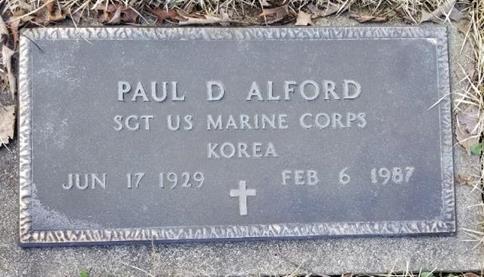 PAUL D ALFORD
SGT US MARINE CORPS
KOREA
JUN 17 1929 FEB 6 1987